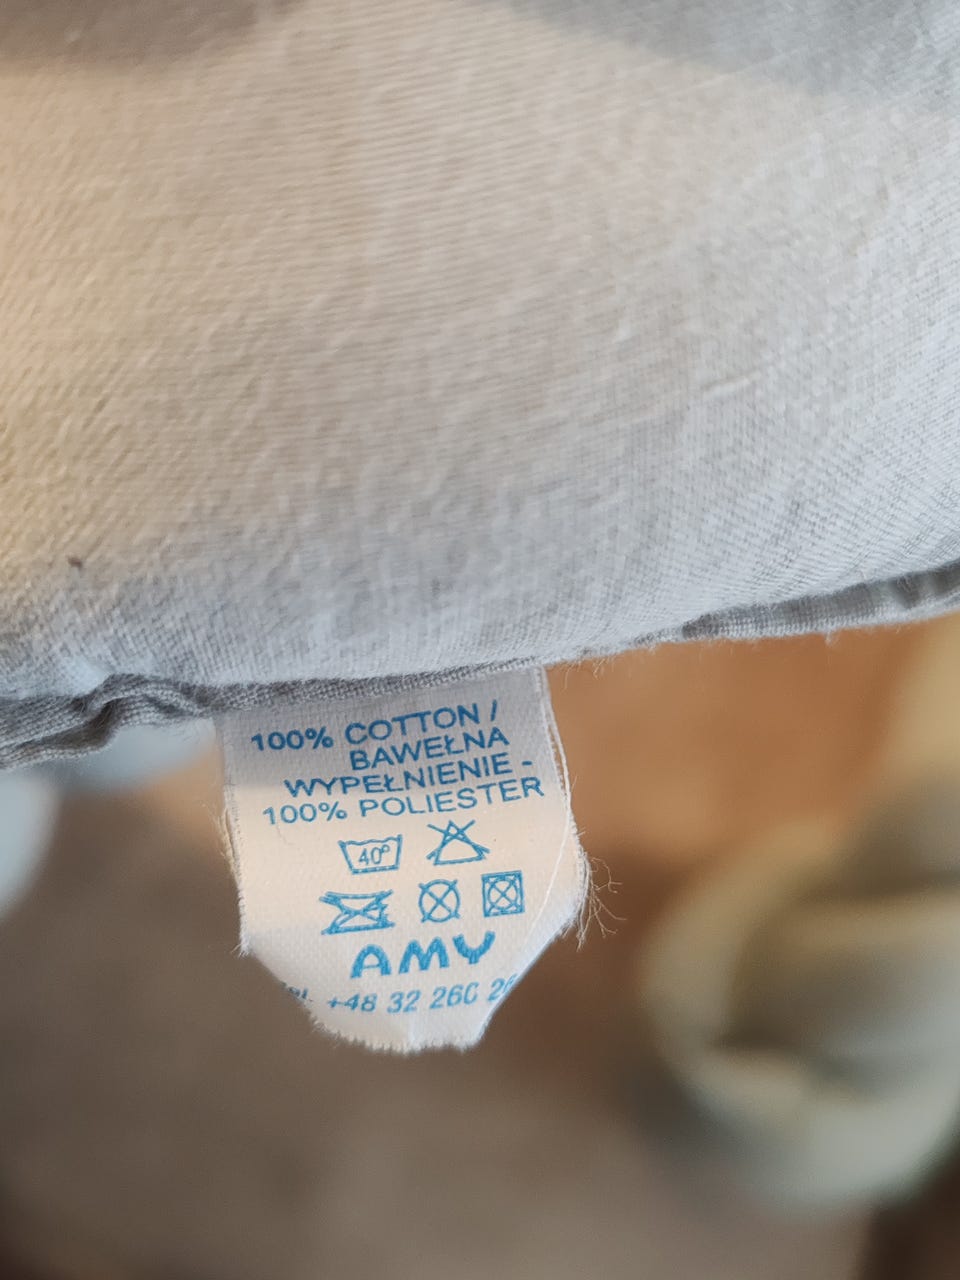 100% COTTON /
BAWEŁNA
WYPEŁNIENIE -
100% POLIESTER
40°
AMY
+48 32 260